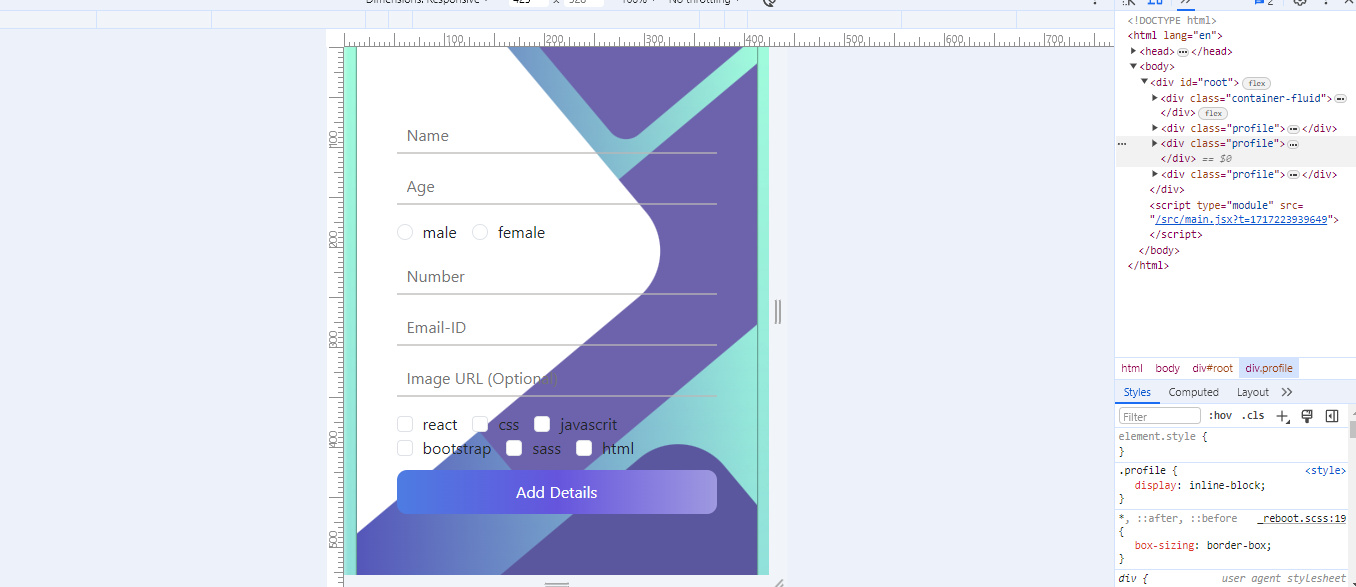 Dimensions: Responsive
425 x 528 100% No throttling 2
100 200 300 400 500 600 700
100
200
300
400
500
Name
Age
male female
Number
Email-ID
Image URL (Optional)
react css javascrit
bootstrap sass html
Add Details
<!DOCTYPE html>
<html lang="en">
<head> </head>
<body>
<div id="root"> flex
<div class="container-fluid">
</div> flex
<div class="profile"> </div>
<div class="profile">
</div> == $0
<div class="profile"> </div>
</div>
<script type="module" src=
"/src/main.jsx?t=1717223939649">
</script>
</body>
</html>
html body div#root div.profile
Styles Computed Layout
Filter :hov .cls
element.style {
}
.profile { <style>
display: inline-block;
}
*, ::after, ::before _reboot.scss:19
{
box-sizing: border-box;
}
div { user agent stylesheet